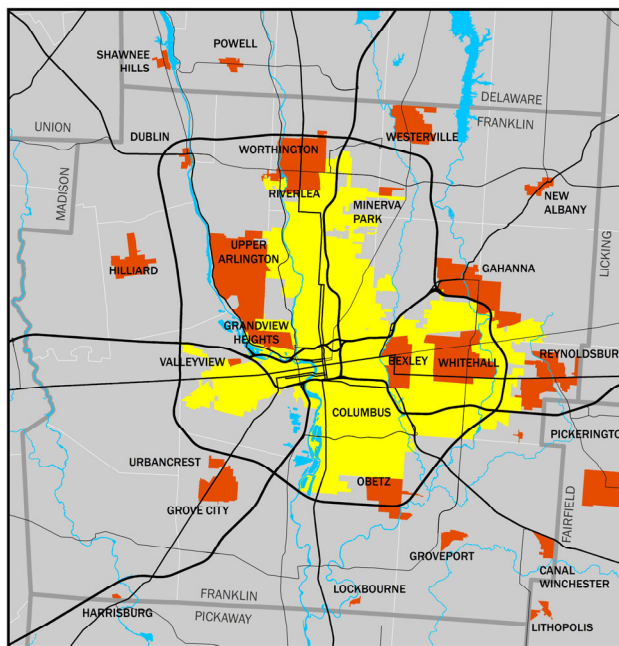 POWELL
SHAWNEE
HILLS
DELAWARE
FRANKLIN
UNION
DUBLIN
WESTERVILLE
WORTHINGTON
MADISON
RIVERLEA
MINERVA
PARK
NEW
ALBANY
LICKING
UPPER
ARLINGTON
HILLIARD
GAHANNA
GRANDVIEW
HEIGHTS
VALLEYVIEW
BEXLEY
WHITEHALL
REYNOLDSBURG
COLUMBUS
PICKERINGTON
URBANCREST
OBETZ
GROVE CITY
FAIRFIELD
GROVEPORT
CANAL
WINCHESTER
LOCKBOURNE
FRANKLIN
HARRISBURG
PICKAWAY
LITHOPOLIS